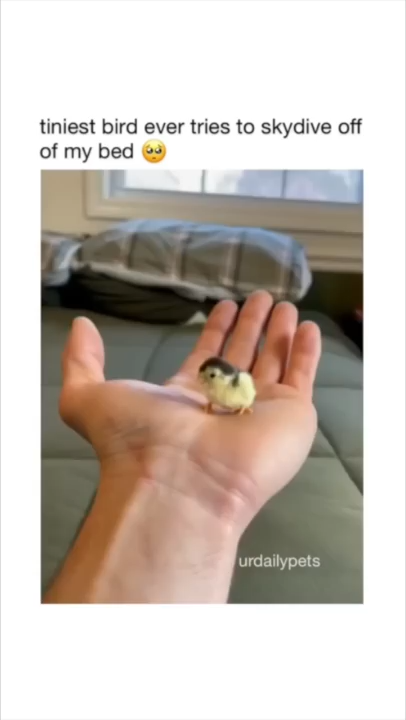 tiniest bird ever tries to skydive off
of my bed 🥺
urdailypets